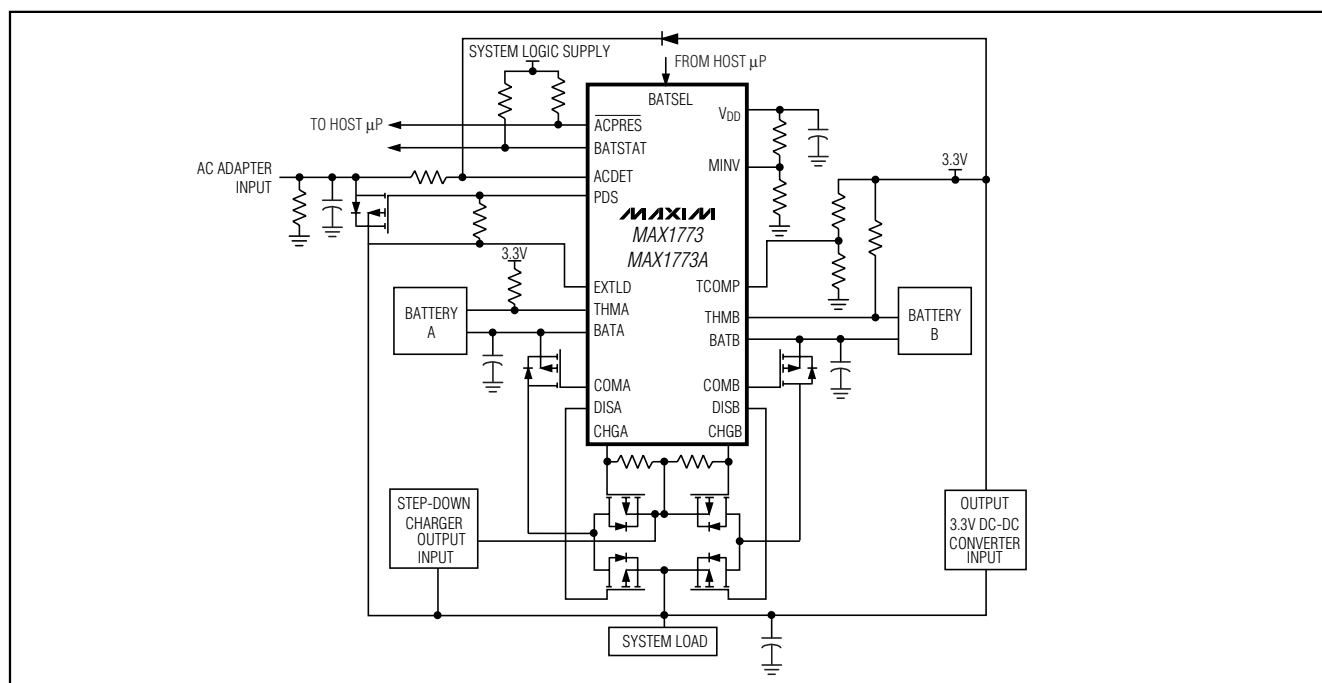 SYSTEM LOGIC SUPPLY
FROM HOST µP
BATSEL
TO HOST µP
ACPRES
BATSTAT
AC ADAPTER
INPUT
ACDET
PDS
VDD
MINV
3.3V
MAXIM
MAX1773
MAX1773A
3.3V
EXTLD
TCOMP
BATTERY
A
THMA
BATA
THMB
BATB
BATTERY
B
COMA
COMB
DISA
DISB
CHGA
CHGB
STEP-DOWN
CHARGER
OUTPUT
INPUT
OUTPUT
3.3V DC-DC
CONVERTER
INPUT
SYSTEM LOAD